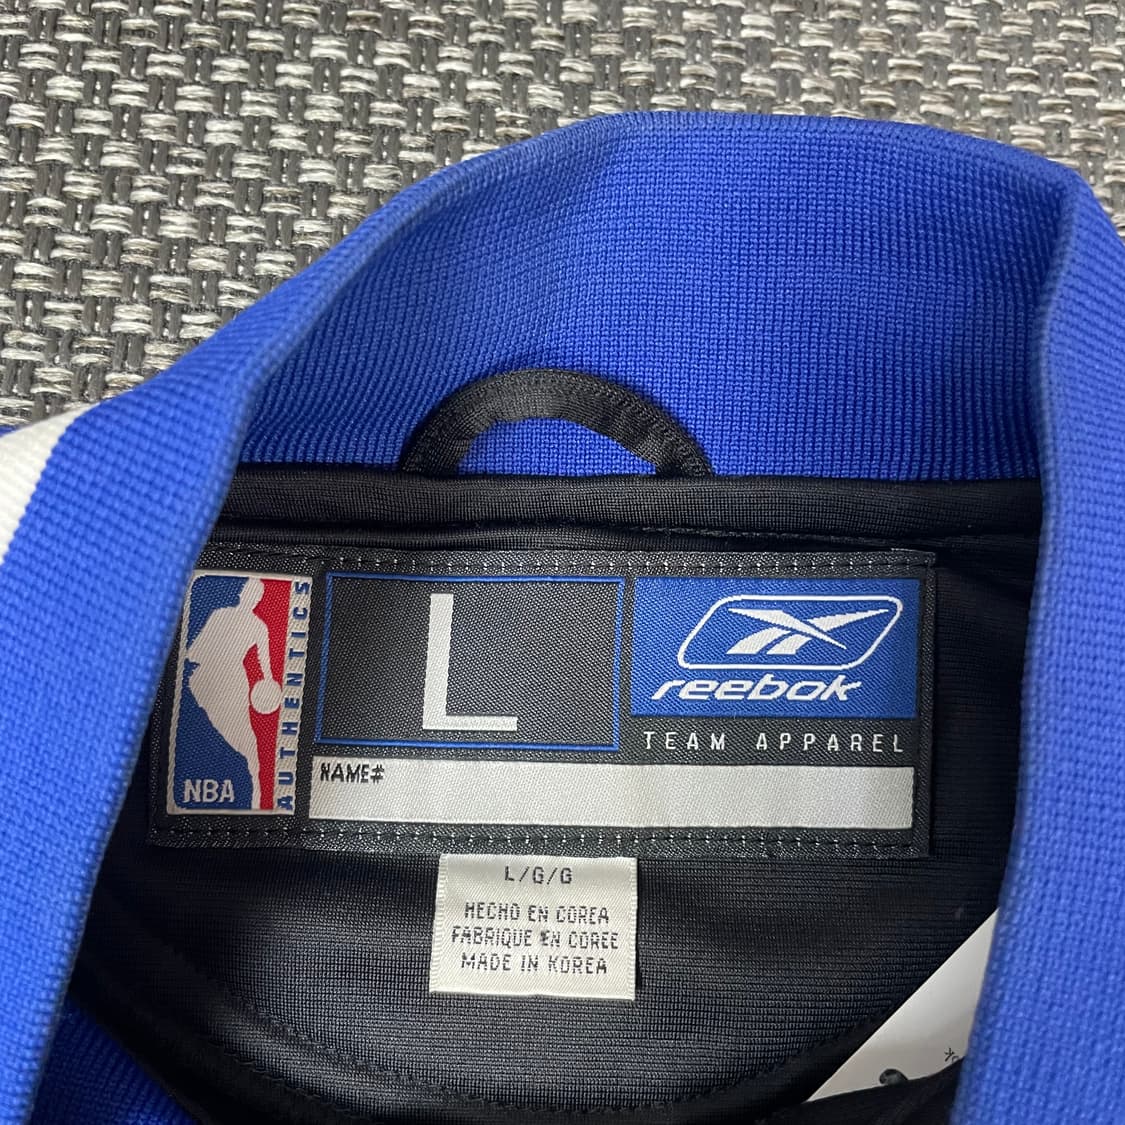 NBA
AUTHENTICS
L
reebok
TEAM APPAREL
NAME#
L/G/G
HECHO EN COREA
FABRIQUE EN COREE
MADE IN KOREA